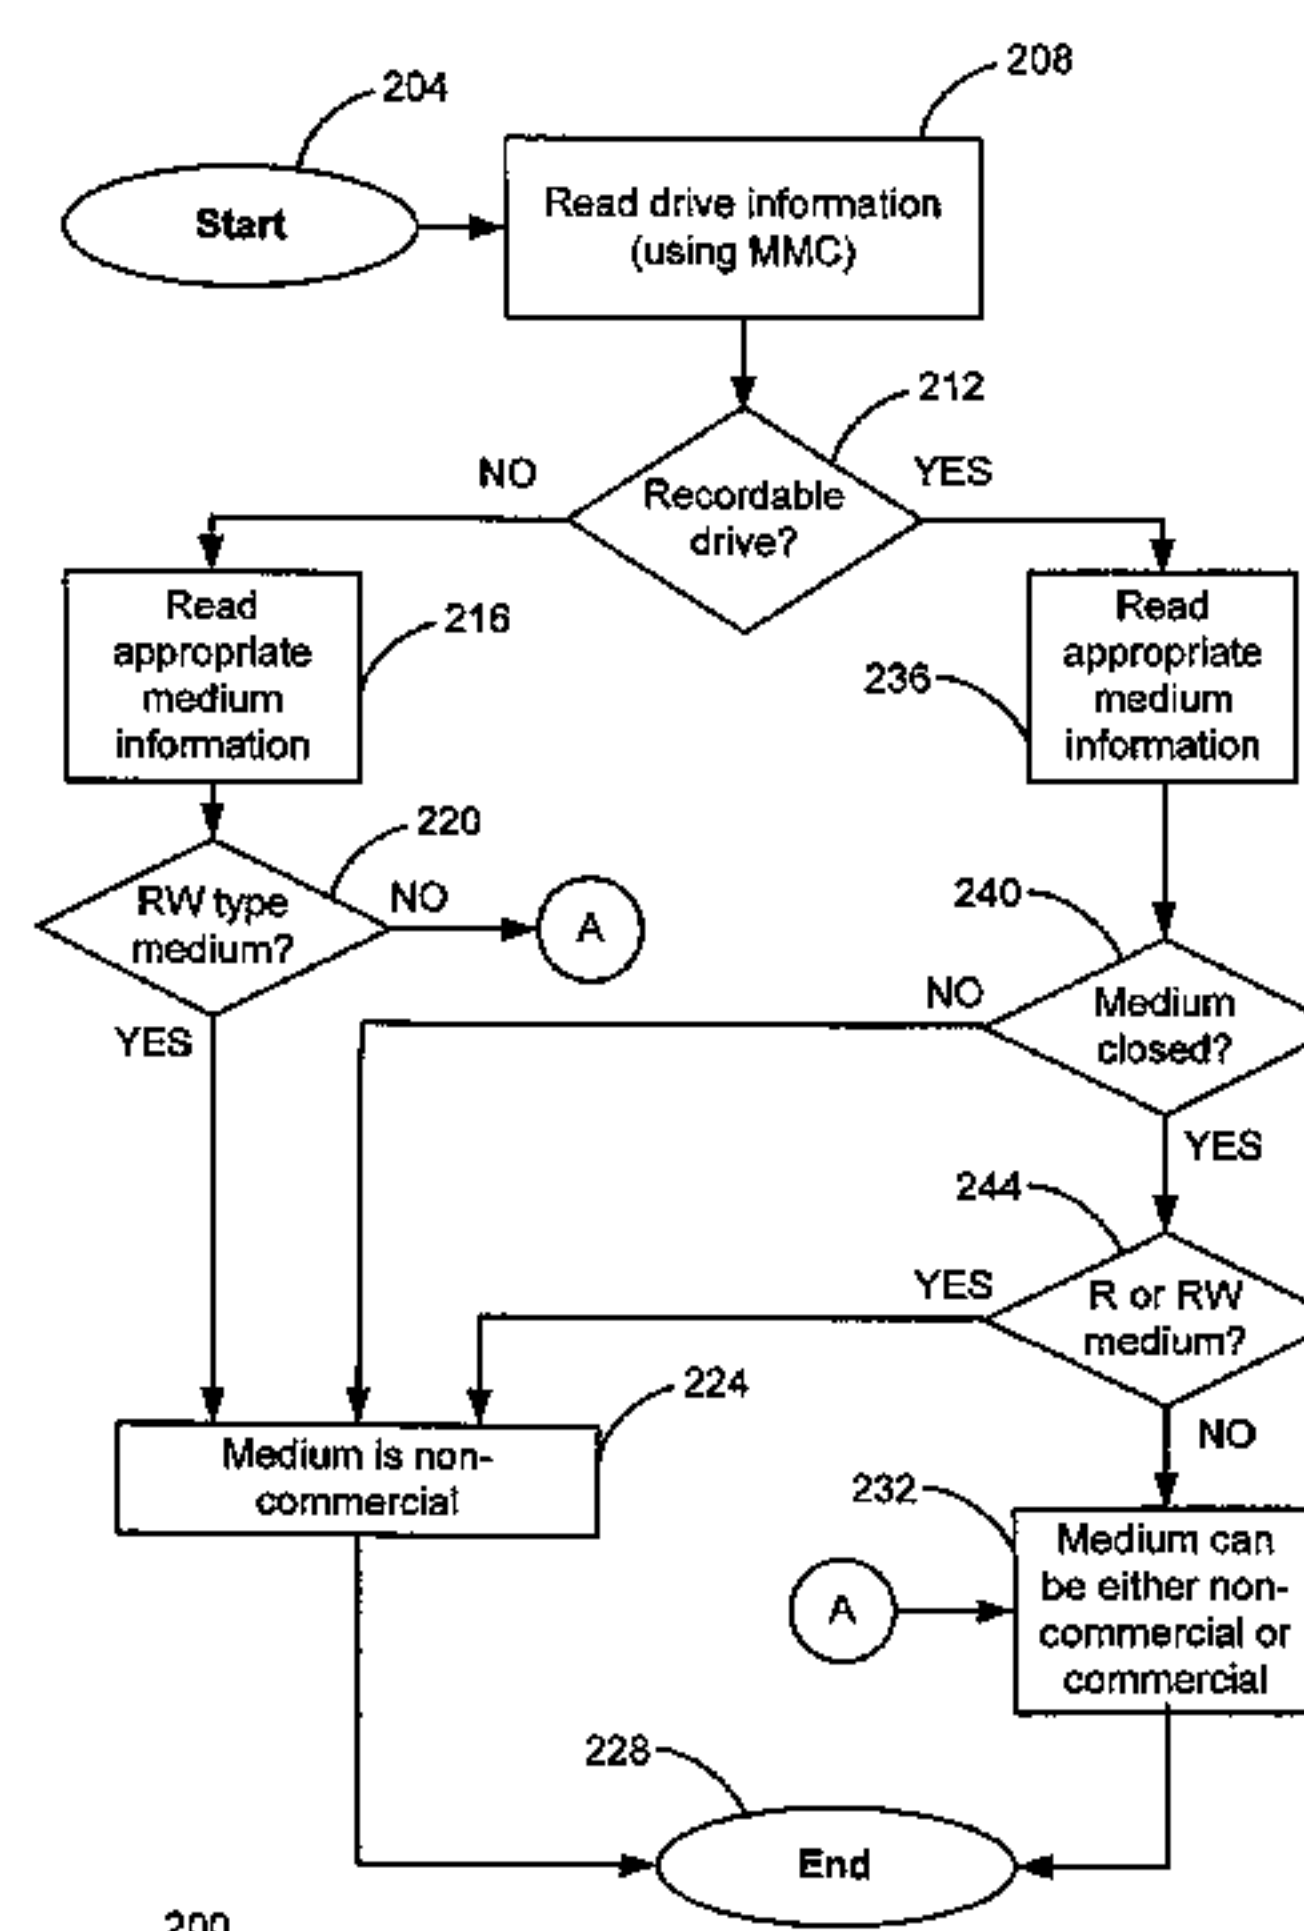 208
204
Start
Read drive information
(using MMC)
212
NO
YES
Recordable
drive?
Read
appropriate
medium
information
216
Read
appropriate
medium
information
236
220
RW type
medium?
NO
A
YES
240
NO
Medium
closed?
YES
244
YES
R or RW
medium?
NO
224
Medium is non-
commercial
232
Medium can
be either non-
commercial or
commercial
A
228
End
200